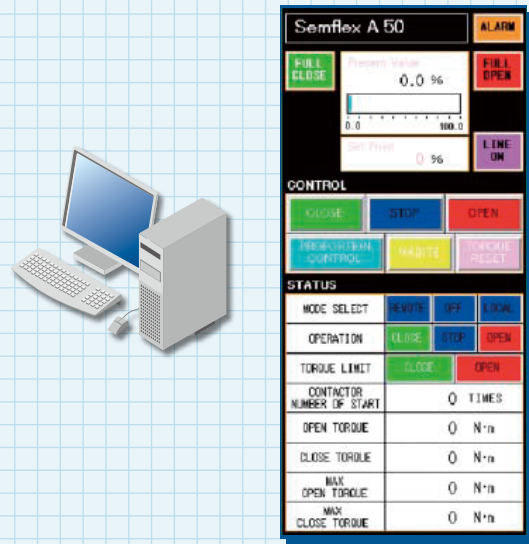 Semflex A 50
ALARM
FULL CLOSE
Present Value
FULL OPEN
0.0 %
0.0 100.0
Set Point
0 %
LINE ON
CONTROL
CLOSE STOP OPEN
PROPORTION CONTROL
TORQUE RESET
STATUS
MODE SELECT REMOTE OFF LOCAL
OPERATION CLOSE STOP OPEN
TORQUE LIMIT CLOSE OPEN
CONTACTOR NUMBER OF START 0 TIMES
OPEN TORQUE 0 N·m
CLOSE TORQUE 0 N·m
MAX OPEN TORQUE 0 N·m
MAX CLOSE TORQUE 0 N·m